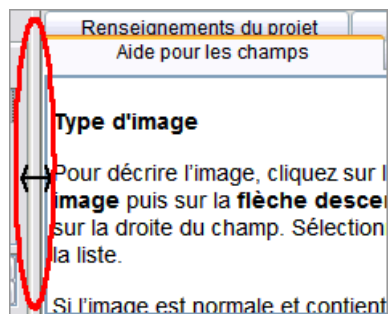 Renseignements du projet
Aide pour les champs
Type d'image
Pour décrire l'image, cliquez sur l
image puis sur la flèche desce
sur la droite du champ. Sélection
la liste.
Si l'image est normale et contient